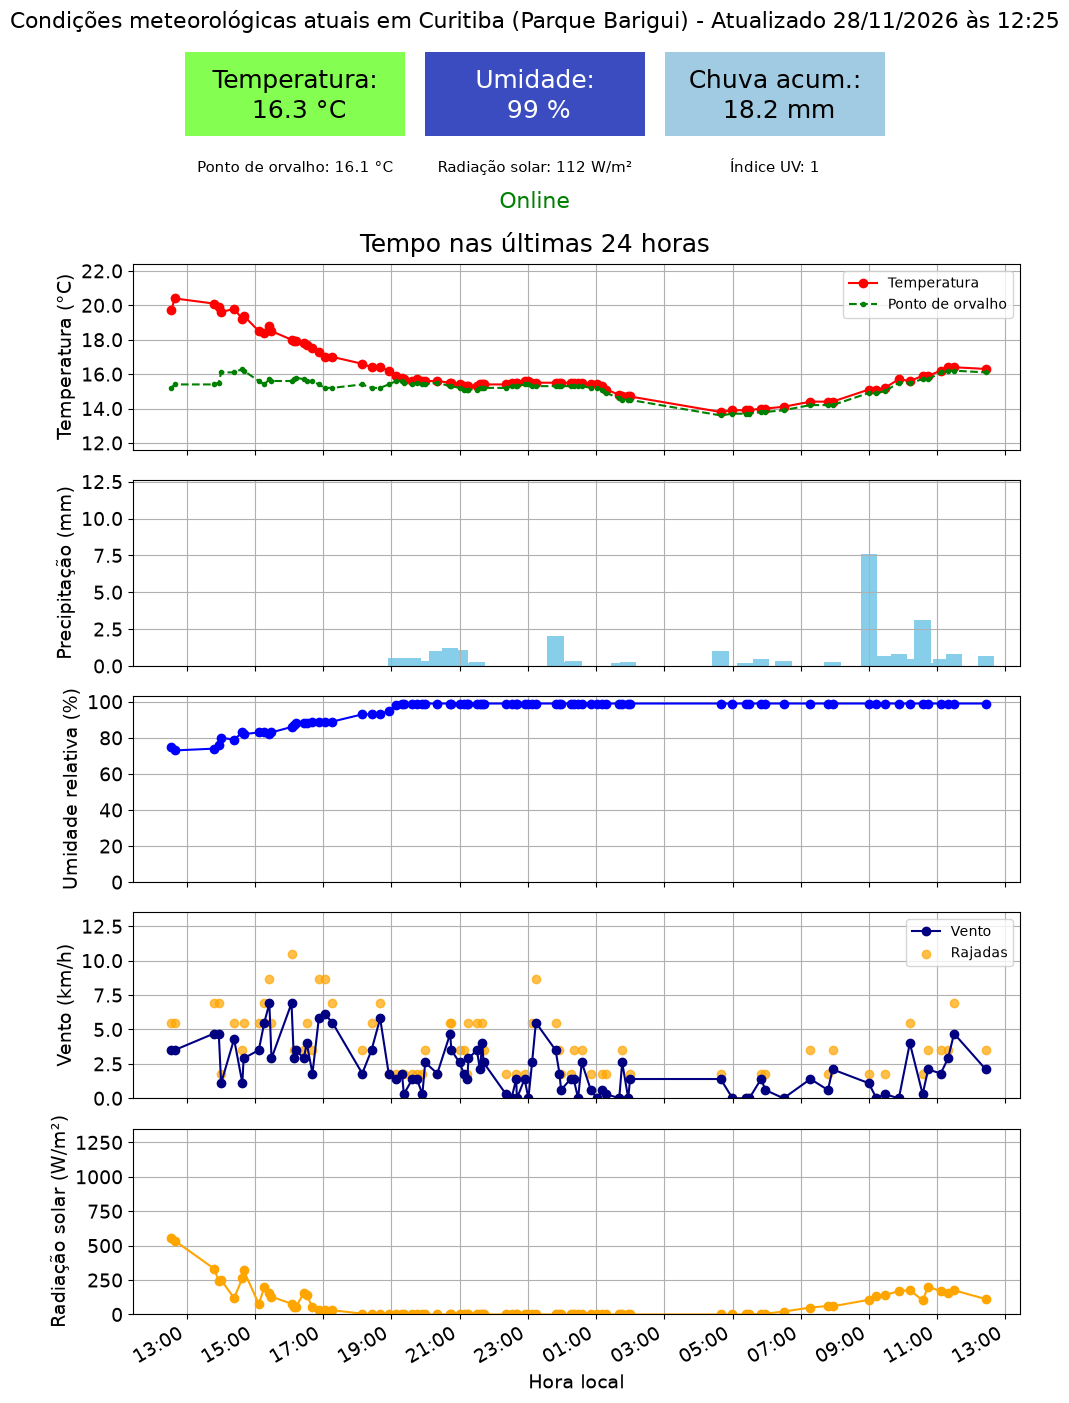 Condições meteorológicas atuais em Curitiba (Parque Barigui) - Atualizado 28/11/2026 às 12:25
Temperatura:
16.3 °C
Umidade:
99 %
Chuva acum.:
18.2 mm
Ponto de orvalho: 16.1 °C
Radiação solar: 112 W/m²
Índice UV: 1
Online
Tempo nas últimas 24 horas
Temperatura (°C)
22.0
20.0
18.0
16.0
14.0
12.0
Temperatura
Ponto de orvalho
Precipitação (mm)
12.5
10.0
7.5
5.0
2.5
0.0
Umidade relativa (%)
100
80
60
40
20
0
Vento (km/h)
12.5
10.0
7.5
5.0
2.5
0.0
Vento
Rajadas
Radiação solar (W/m²)
1250
1000
750
500
250
0
13:00
15:00
17:00
19:00
21:00
23:00
01:00
03:00
05:00
07:00
09:00
11:00
13:00
Hora local